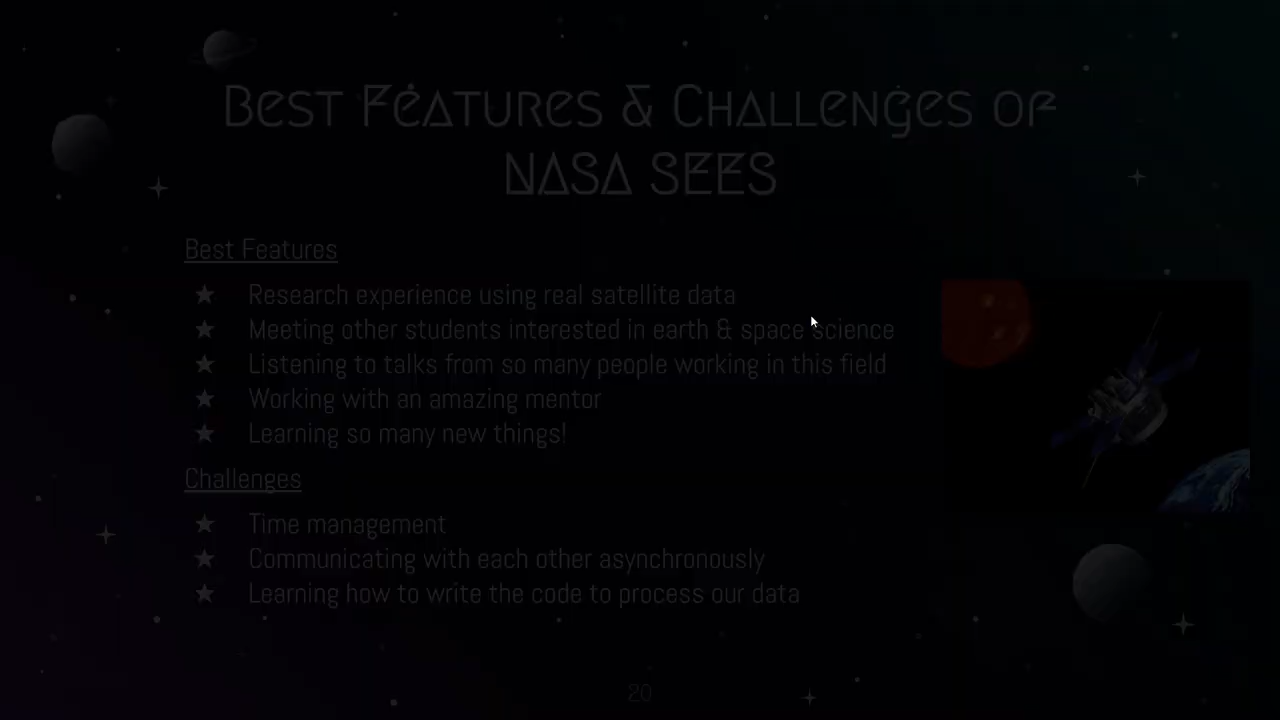 Best Features & Challenges of
NASA SEES
Best Features
★ Research experience using real satellite data
★ Meeting other students interested in earth & space science
★ Listening to talks from so many people working in this field
★ Working with an amazing mentor
★ Learning so many new things!
Challenges
★ Time management
★ Communicating with each other asynchronously
★ Learning how to write the code to process our data
20